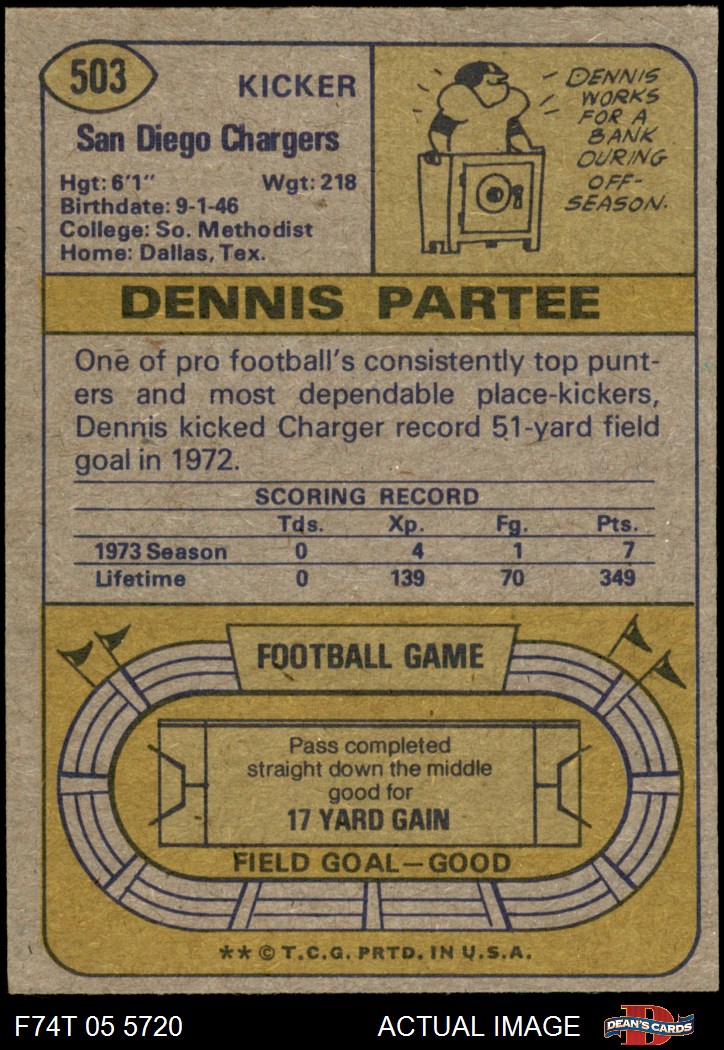 503
KICKER
San Diego Chargers
Hgt: 6'1" Wgt: 218
Birthdate: 9-1-46
College: So. Methodist
Home: Dallas, Tex.
DENNIS
WORKS
FOR A
BANK
DURING
OFF-
SEASON.
DENNIS PARTEE
One of pro football's consistently top punt-
ers and most dependable place-kickers,
Dennis kicked Charger record 51-yard field
goal in 1972.
SCORING RECORD
Tds. Xp. Fg. Pts.
1973 Season 0 4 1 7
Lifetime 0 139 70 349
FOOTBALL GAME
Pass completed
straight down the middle
good for
17 YARD GAIN
FIELD GOAL—GOOD
** © T.C.G. PRTD. IN U.S.A.
F74T 05 5720 ACTUAL IMAGE D DEAN'S CARDS